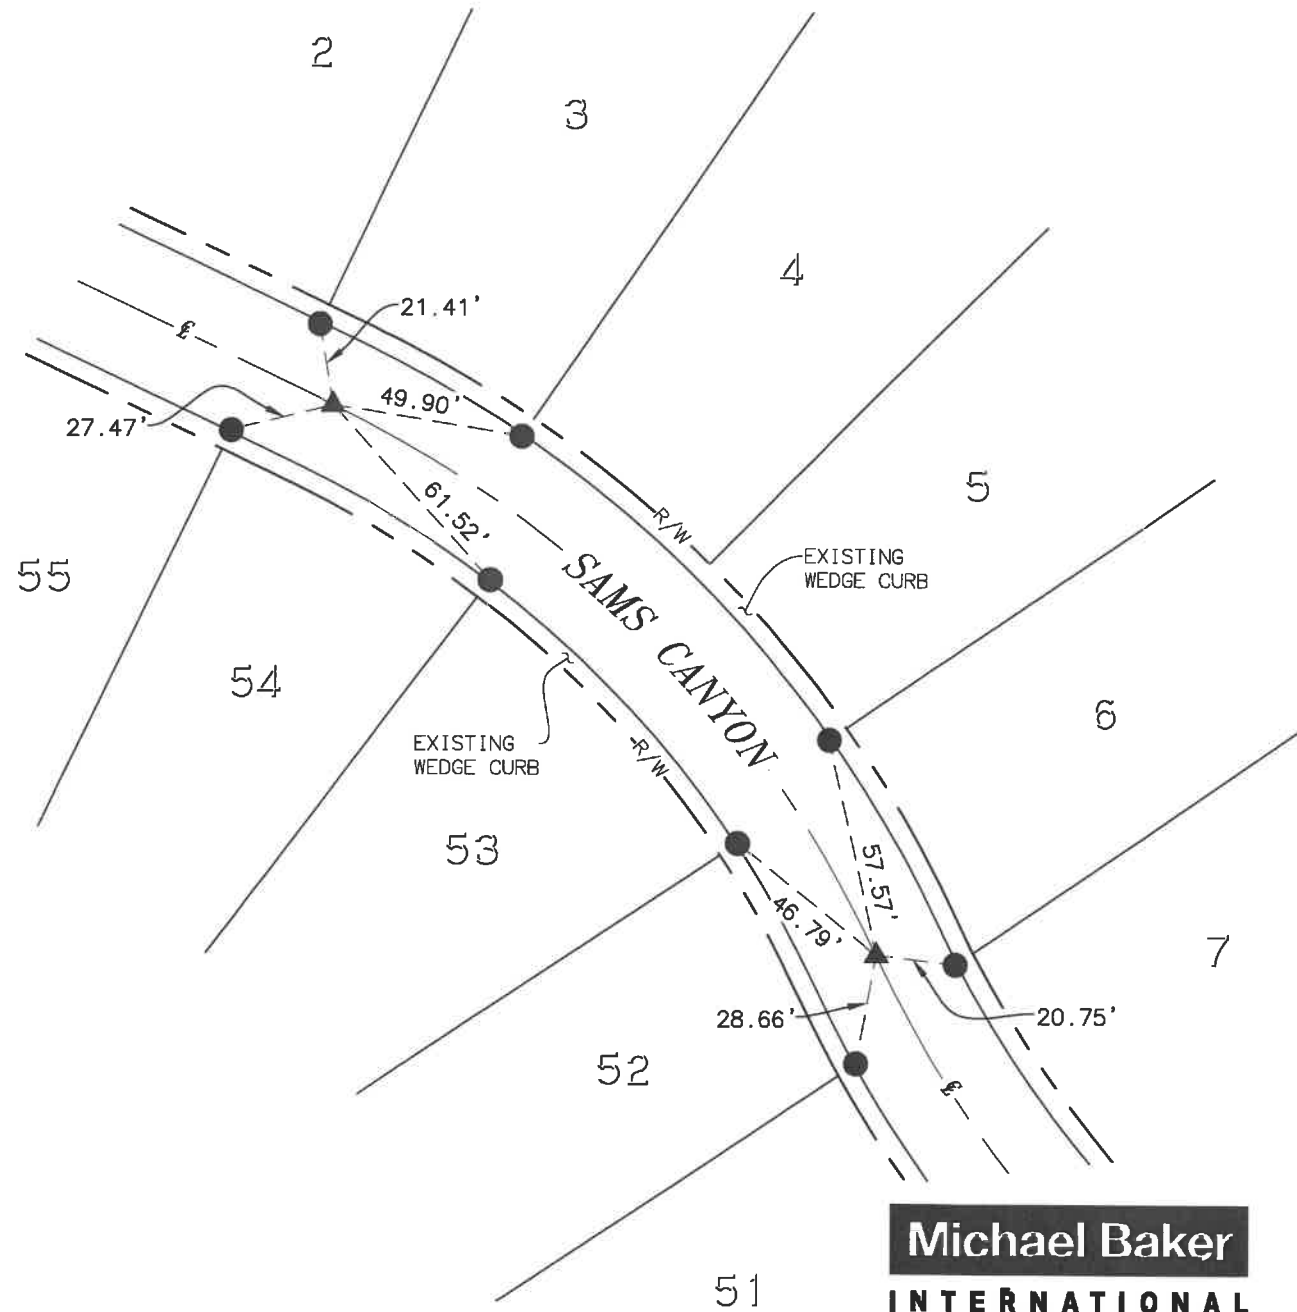 2
3
4
21.41'
℄
49.90'
27.47'
61.52'
5
R/W
EXISTING
WEDGE CURB
55
SAMS CANYON
54
6
EXISTING
WEDGE CURB
R/W
53
57.57'
46.79'
7
28.66'
20.75'
52
℄
51
Michael Baker
INTERNATIONAL